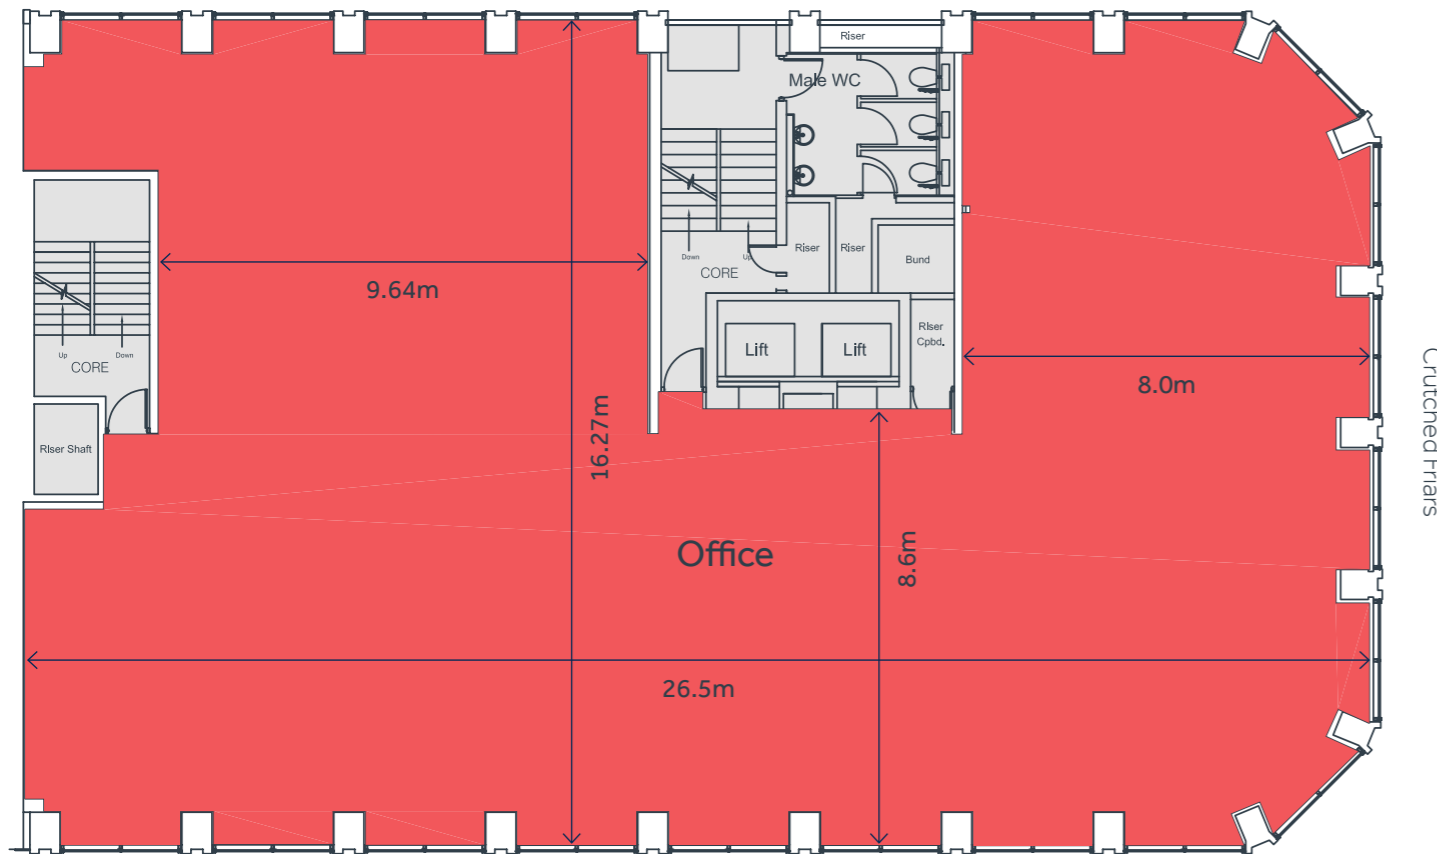 Riser
Male WC
Down
Up
Riser
Riser
Bund
CORE
9.64m
Up
Down
CORE
Lift
Lift
RIser
Cpbd.
8.0m
Crutched Friars
16.27m
RIser Shaft
Office
8.6m
26.5m